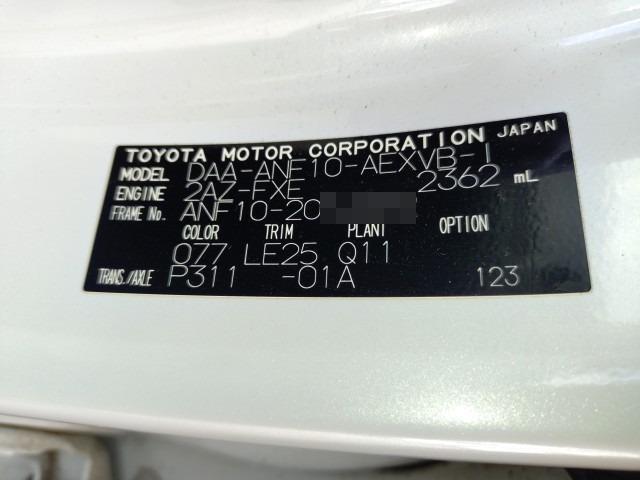 TOYOTA MOTOR CORPORATION JAPAN
MODEL DAA-ANF10-AEXVB-I
ENGINE 2AZ-FXE 2362 mL
FRAME No. ANF10-20
COLOR TRIM PLANT OPTION
077 LE25 Q11
TRANS./AXLE P311 -01A 123